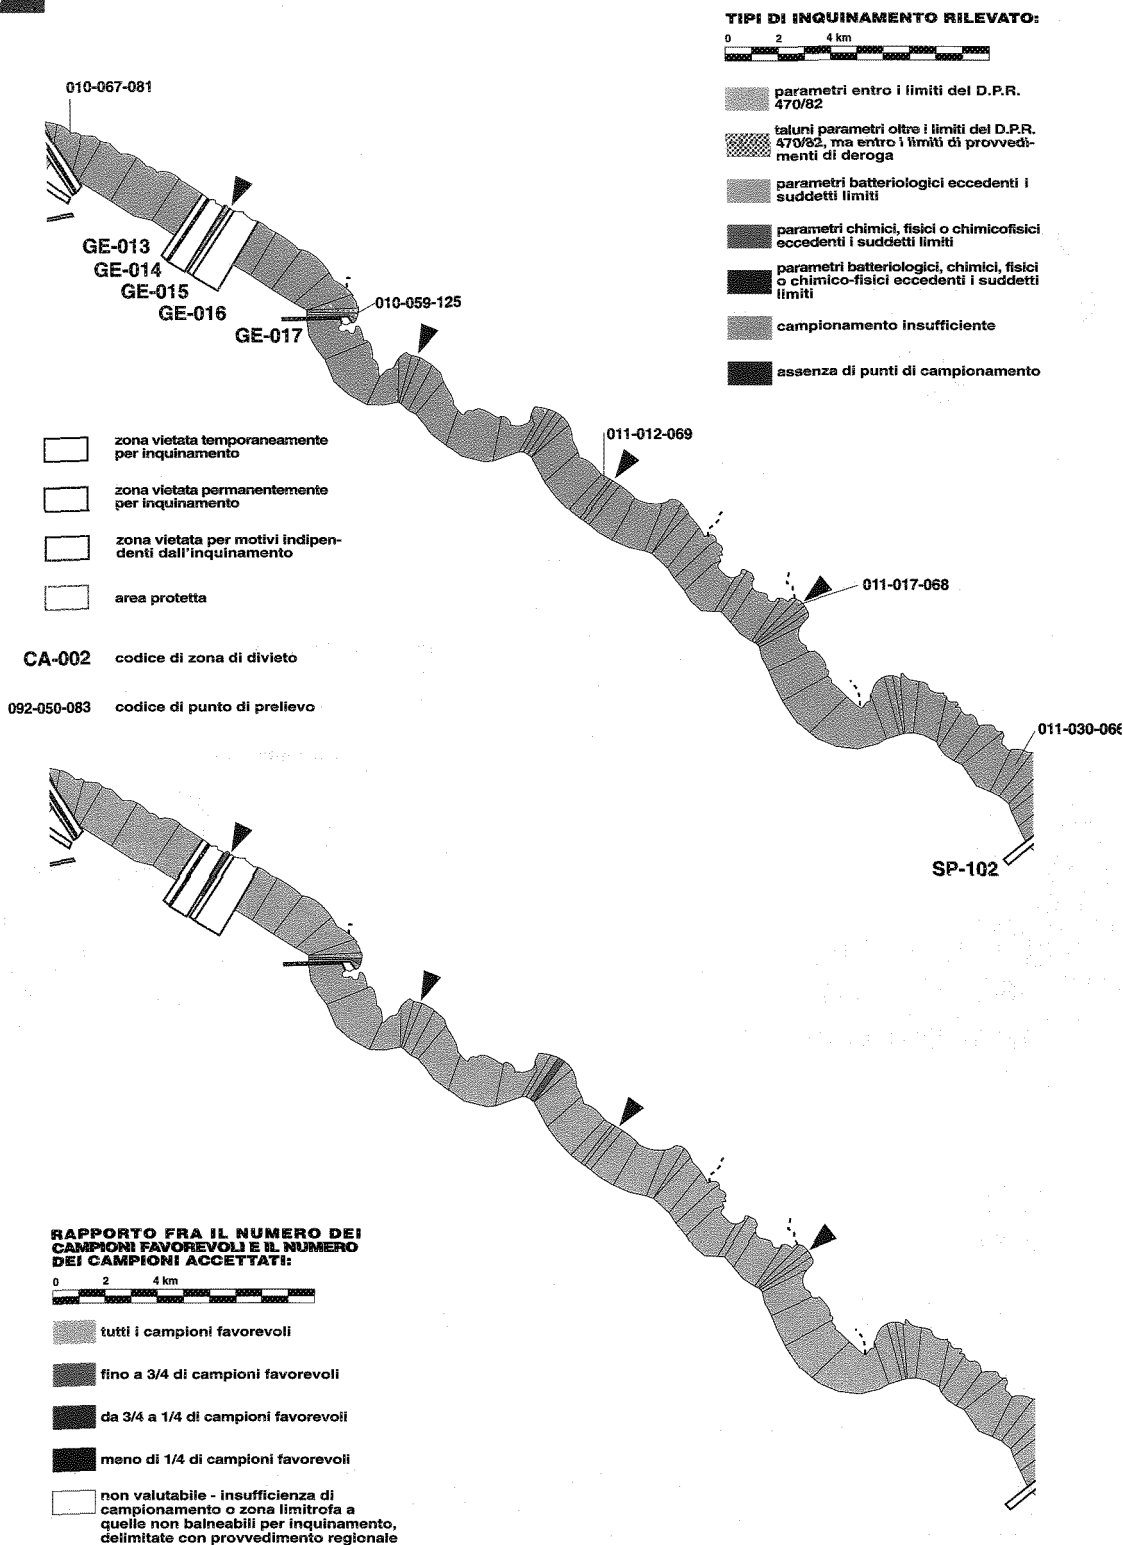 TIPI DI INQUINAMENTO RILEVATO:
0 2 4 km
parametri entro i limiti del D.P.R.
470/82
taluni parametri oltre i limiti del D.P.R.
470/82, ma entro i limiti di provvedi-
menti di deroga
parametri batteriologici eccedenti i
suddetti limiti
parametri chimici, fisici o chimicofisici
eccedenti i suddetti limiti
parametri batteriologici, chimici, fisici
o chimico-fisici eccedenti i suddetti
limiti
campionamento insufficiente
assenza di punti di campionamento
010-067-081
GE-013
GE-014
GE-015
GE-016
GE-017
010-059-125
011-012-069
011-017-068
011-030-066
SP-102
zona vietata temporaneamente
per inquinamento
zona vietata permanentemente
per inquinamento
zona vietata per motivi indipen-
denti dall'inquinamento
area protetta
CA-002 codice di zona di divieto
092-050-083 codice di punto di prelievo
RAPPORTO FRA IL NUMERO DEI
CAMPIONI FAVOREVOLI E IL NUMERO
DEI CAMPIONI ACCETTATI:
0 2 4 km
tutti i campioni favorevoli
fino a 3/4 di campioni favorevoli
da 3/4 a 1/4 di campioni favorevoli
meno di 1/4 di campioni favorevoli
non valutabile - insufficienza di
campionamento o zona limitrofa a
quelle non balneabili per inquinamento,
delimitate con provvedimento regionale